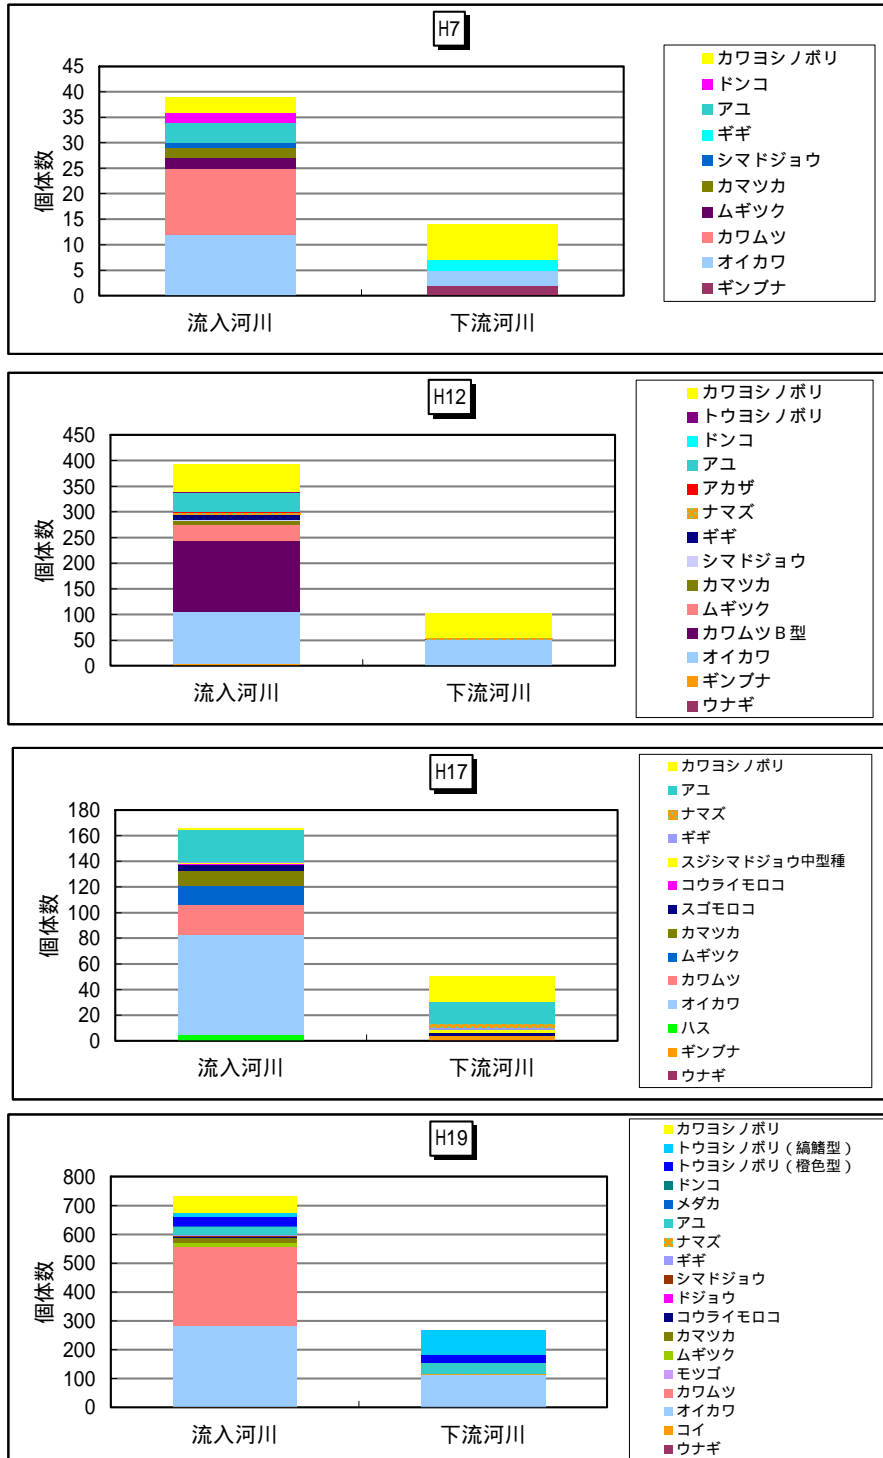 H7
45
40
35
30
25
20
15
10
5
0
個体数
流入河川
下流河川
カワヨシノボリ
ドンコ
アユ
ギギ
シマドジョウ
カマツカ
ムギツク
カワムツ
オイカワ
ギンブナ
H12
450
400
350
300
250
200
150
100
50
0
個体数
流入河川
下流河川
カワヨシノボリ
トウヨシノボリ
ドンコ
アユ
アカザ
ナマズ
ギギ
シマドジョウ
カマツカ
ムギツク
カワムツB型
オイカワ
ギンブナ
ウナギ
H17
180
160
140
120
100
80
60
40
20
0
個体数
流入河川
下流河川
カワヨシノボリ
アユ
ナマズ
ギギ
スジシマドジョウ中型種
コウライモロコ
スゴモロコ
カマツカ
ムギツク
カワムツ
オイカワ
ハス
ギンブナ
ウナギ
H19
800
700
600
500
400
300
200
100
0
個体数
流入河川
下流河川
カワヨシノボリ
トウヨシノボリ(縞鰭型)
トウヨシノボリ(橙色型)
ドンコ
メダカ
アユ
ナマズ
ギギ
シマドジョウ
ドジョウ
コウライモロコ
カマツカ
ムギツク
モツゴ
カワムツ
オイカワ
コイ
ウナギ